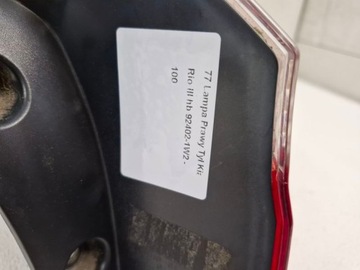 77 Lampa Prawy Tył Kia
Rio III hb 92402-1W2 -
100